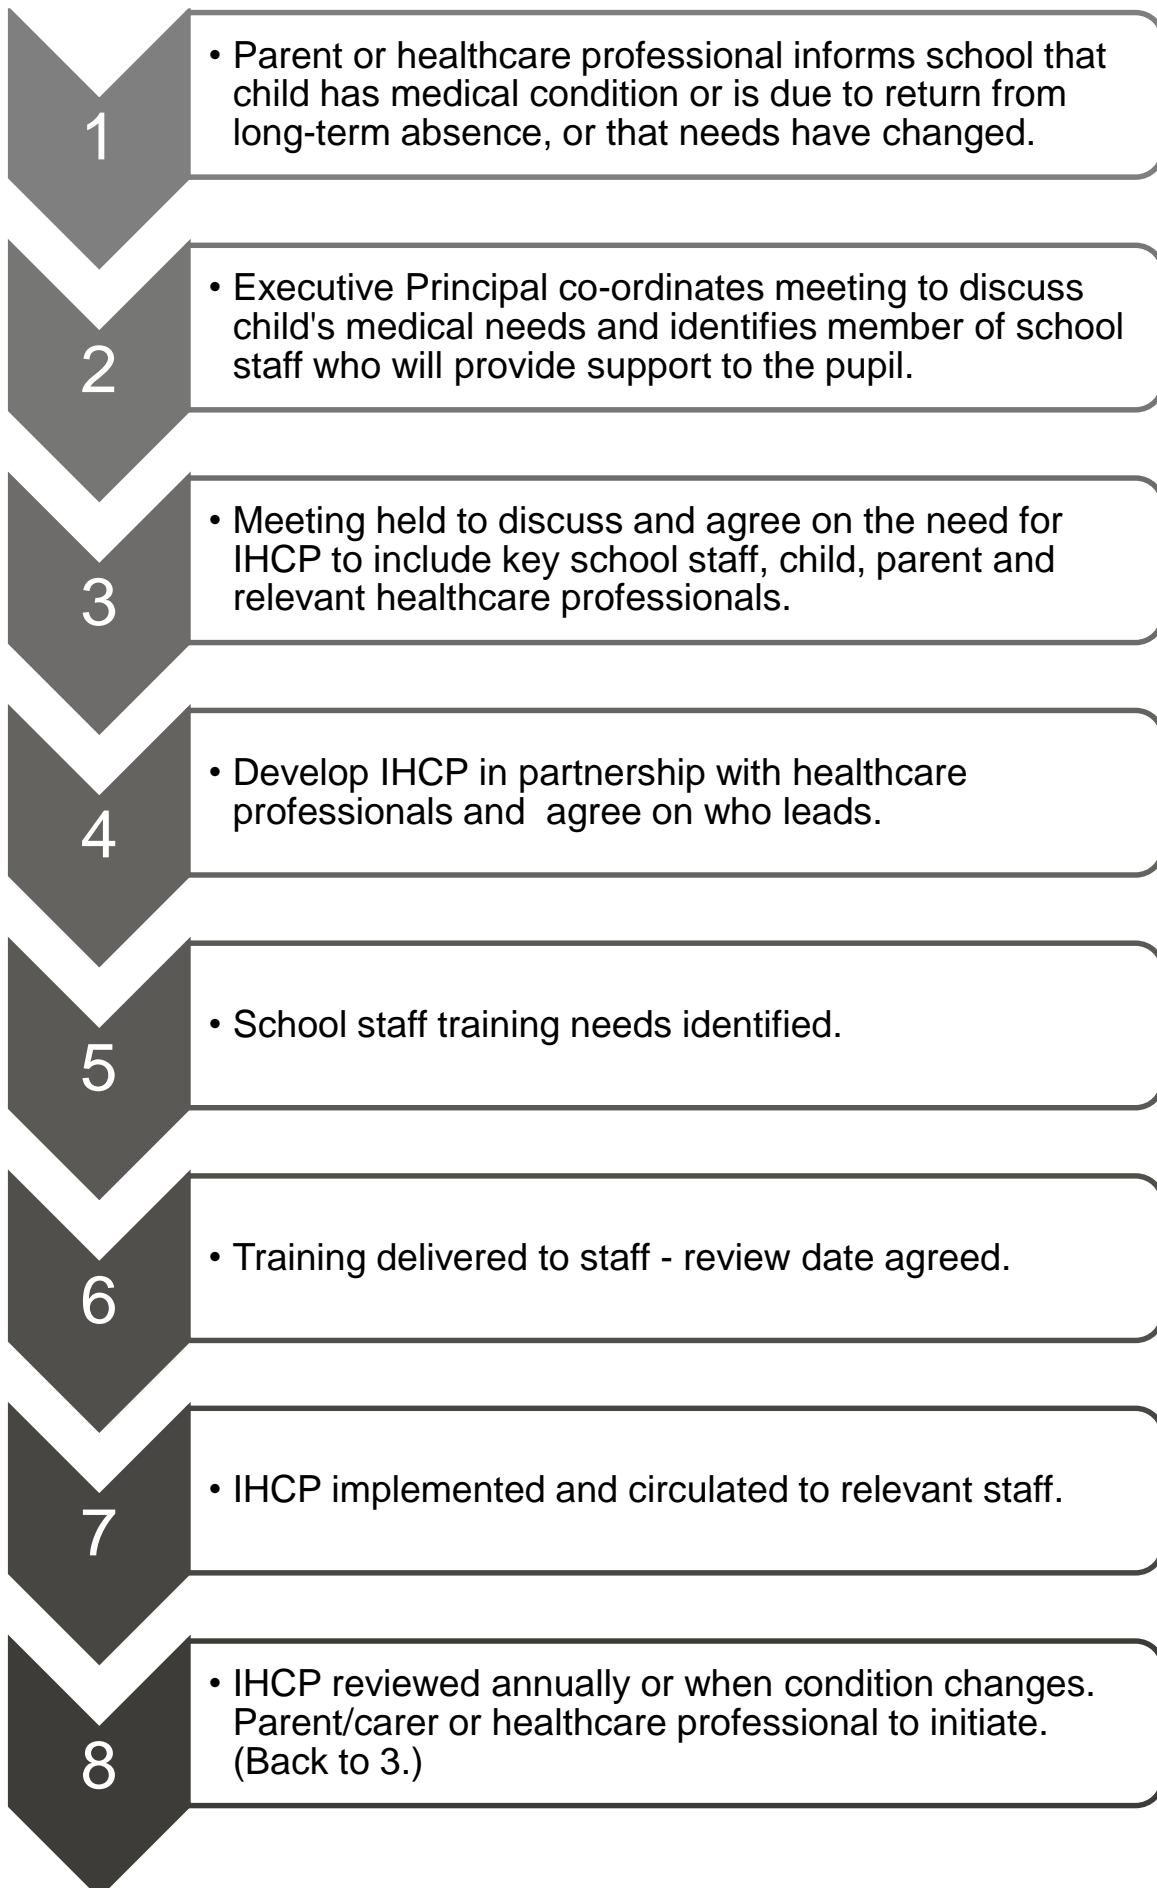 1
• Parent or healthcare professional informs school that
child has medical condition or is due to return from
long-term absence, or that needs have changed.
2
• Executive Principal co-ordinates meeting to discuss
child's medical needs and identifies member of school
staff who will provide support to the pupil.
3
• Meeting held to discuss and agree on the need for
IHCP to include key school staff, child, parent and
relevant healthcare professionals.
4
• Develop IHCP in partnership with healthcare
professionals and  agree on who leads.
5
• School staff training needs identified.
6
• Training delivered to staff - review date agreed.
7
• IHCP implemented and circulated to relevant staff.
8
• IHCP reviewed annually or when condition changes.
Parent/carer or healthcare professional to initiate.
(Back to 3.)